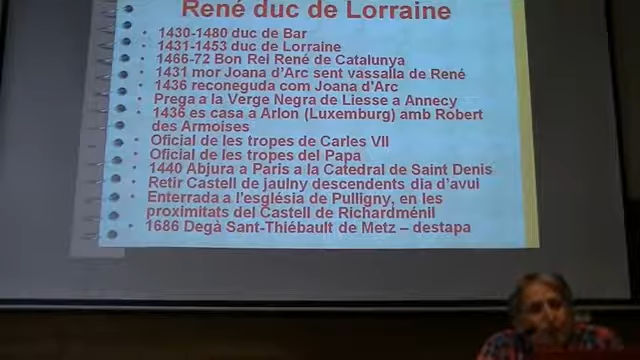 René duc de Lorraine
• 1430-1480 duc de Bar
• 1431-1453 duc de Lorraine
• 1466-72 Bon Rei René de Catalunya
• 1431 mor Joana d'Arc sent vassalla de René
• 1436 reconeguda com Joana d'Arc
• Prega a la Verge Negra de Liesse a Annecy
• 1436 es casa a Arlon (Luxemburg) amb Robert
des Armoises
• Oficial de les tropes de Carles VII
• Oficial de les tropes del Papa
• 1440 Abjura a Paris a la Catedral de Saint Denis
• Retir Castell de jaulny descendents dia d'avui
• Enterrada a l'església de Pulligny, en les
proximitats del Castell de Richardménil
• 1686 Degà Sant-Thiébault de Metz – destapa